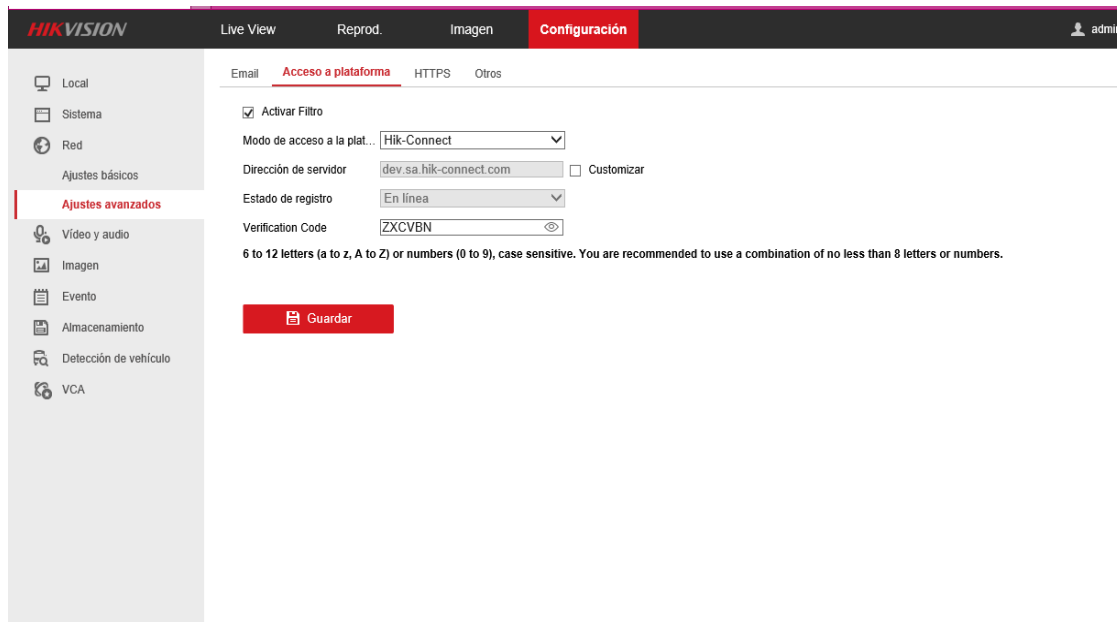 HIKVISION
Live View Reprod. Imagen Configuración admin
Local
Sistema
Red
Ajustes básicos
Ajustes avanzados
Vídeo y audio
Imagen
Evento
Almacenamiento
Detección de vehículo
VCA
Email Acceso a plataforma HTTPS Otros
Activar Filtro
Modo de acceso a la plat... Hik-Connect
Dirección de servidor dev.sa.hik-connect.com Customizar
Estado de registro En línea
Verification Code ZXCVBN
6 to 12 letters (a to z, A to Z) or numbers (0 to 9), case sensitive. You are recommended to use a combination of no less than 8 letters or numbers.
Guardar